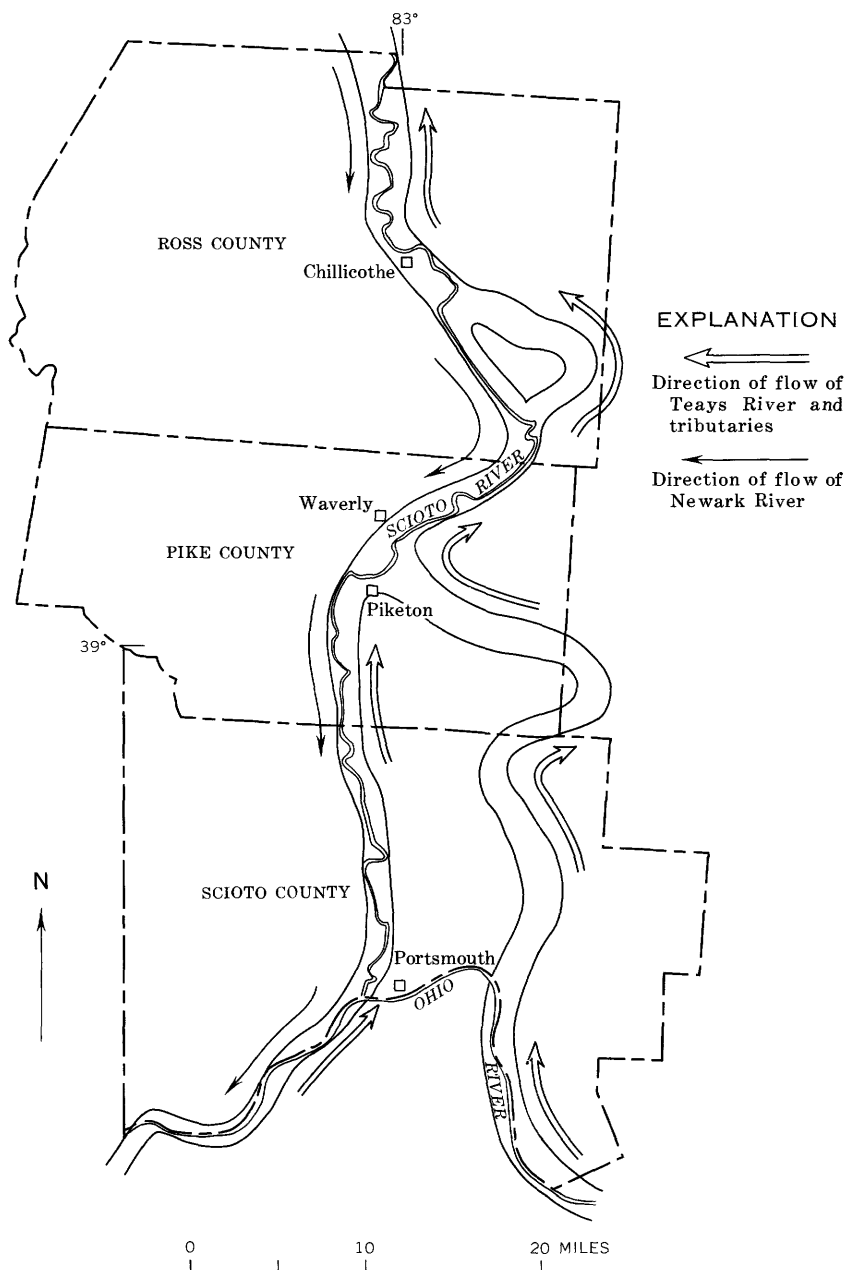 83°
ROSS COUNTY
Chillicothe
EXPLANATION
Direction of flow of
Teays River and
tributaries
Direction of flow of
Newark River
Waverly
SCIOTO RIVER
PIKE COUNTY
Piketon
39°
N
SCIOTO COUNTY
Portsmouth
OHIO
RIVER
0 10 20 MILES